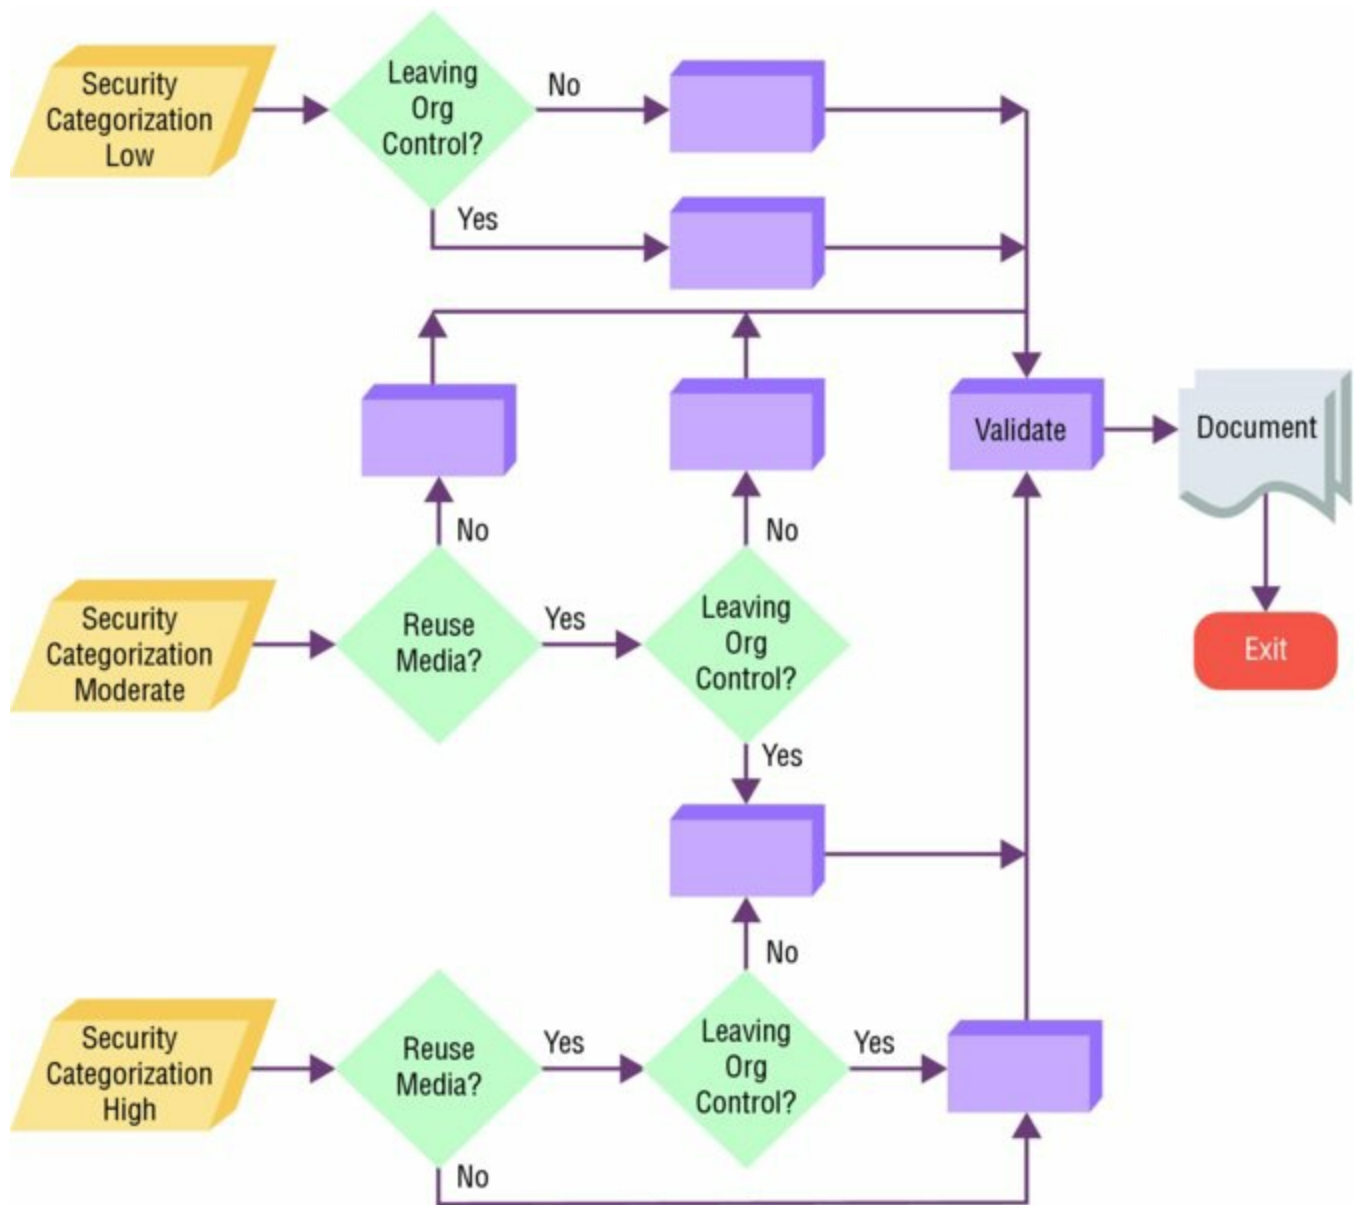 Security
Categorization
Low
Leaving
Org
Control?
No
Yes
Validate
Document
No
No
Security
Categorization
Moderate
Reuse
Media?
Yes
Leaving
Org
Control?
Exit
Yes
No
Security
Categorization
High
Reuse
Media?
Yes
Leaving
Org
Control?
Yes
No